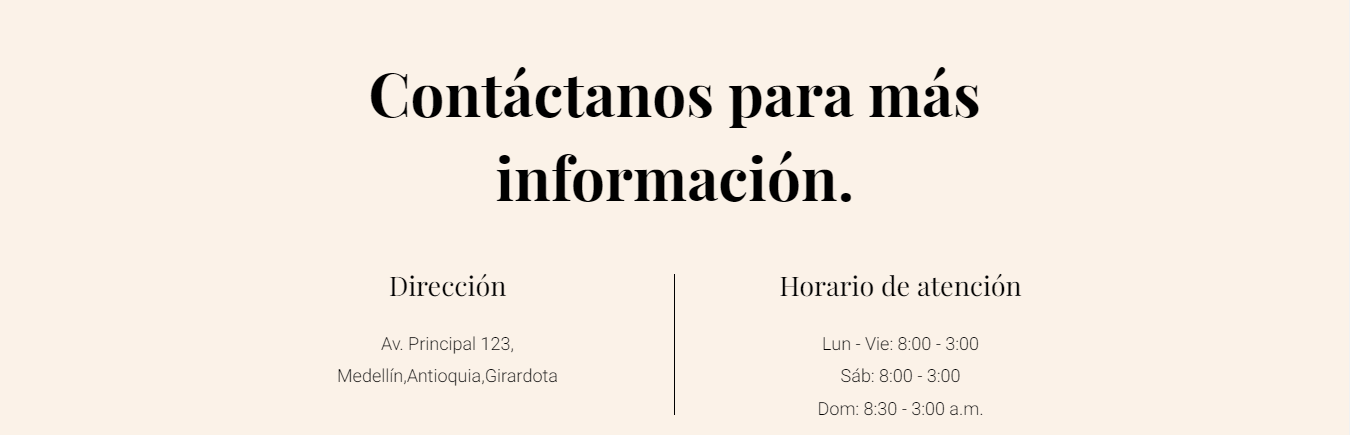 Contáctanos para más
información.
Dirección
Av. Principal 123,
Medellín,Antioquia,Girardota
Horario de atención
Lun - Vie: 8:00 - 3:00
Sáb: 8:00 - 3:00
Dom: 8:30 - 3:00 a.m.